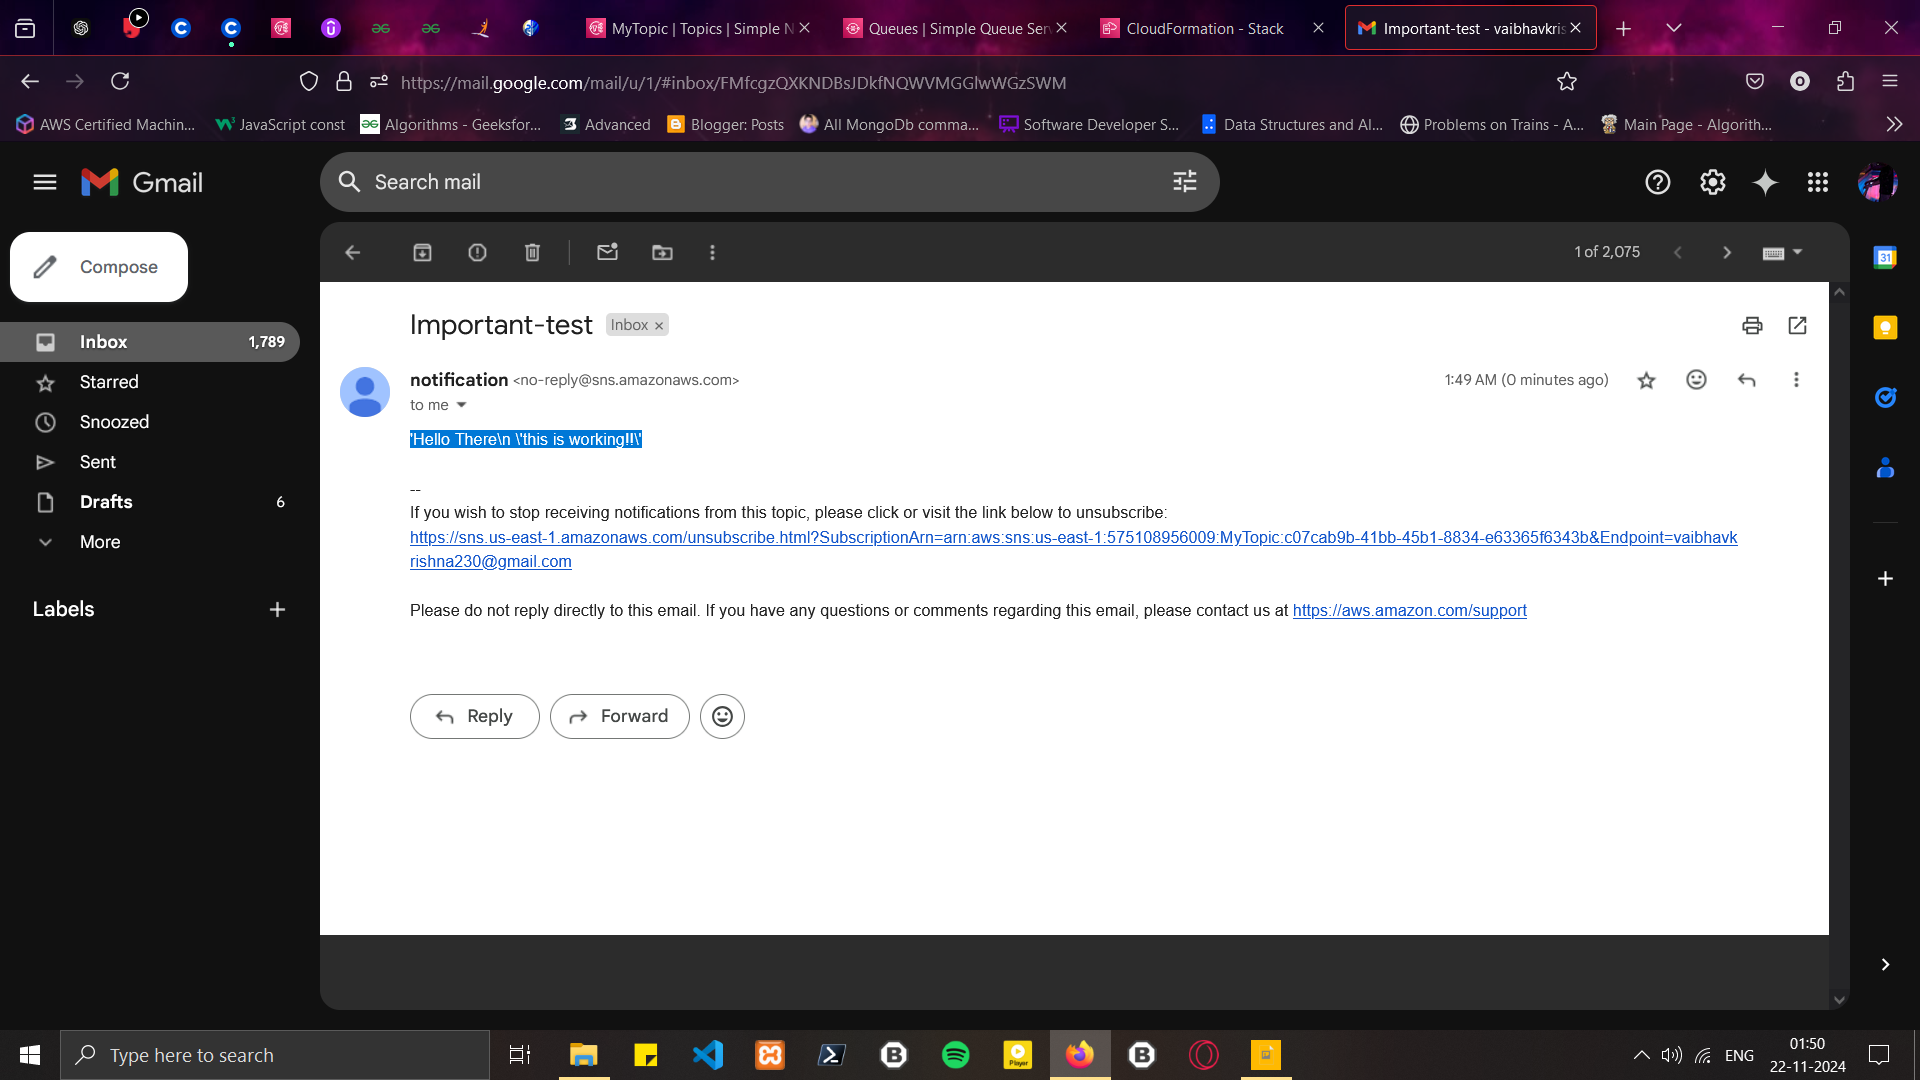 MyTopic | Topics | Simple N
Queues | Simple Queue Serv
CloudFormation - Stack
Important-test - vaibhavkris
https://mail.google.com/mail/u/1/#inbox/FMfcgzQXKNDBsJDkfNQWVMGGlwWGzSWM
AWS Certified Machin...
JavaScript const
Algorithms - Geeksfor...
Advanced
Blogger: Posts
All MongoDb comma...
Software Developer S...
Data Structures and Al...
Problems on Trains - A...
Main Page - Algorith...
Gmail
Search mail
Compose
1 of 2,075
Inbox 1,789
Starred
Snoozed
Sent
Drafts 6
More
Labels
Important-test Inbox ×
notification <no-reply@sns.amazonaws.com> 1:49 AM (0 minutes ago)
to me
'Hello There\n \'this is working!!\'
--
If you wish to stop receiving notifications from this topic, please click or visit the link below to unsubscribe:
https://sns.us-east-1.amazonaws.com/unsubscribe.html?SubscriptionArn=arn:aws:sns:us-east-1:575108956009:MyTopic:c07cab9b-41bb-45b1-8834-e63365f6343b&Endpoint=vaibhavk
rishna230@gmail.com
Please do not reply directly to this email. If you have any questions or comments regarding this email, please contact us at https://aws.amazon.com/support
Reply
Forward
31
Type here to search
Player
ENG
01:50
22-11-2024